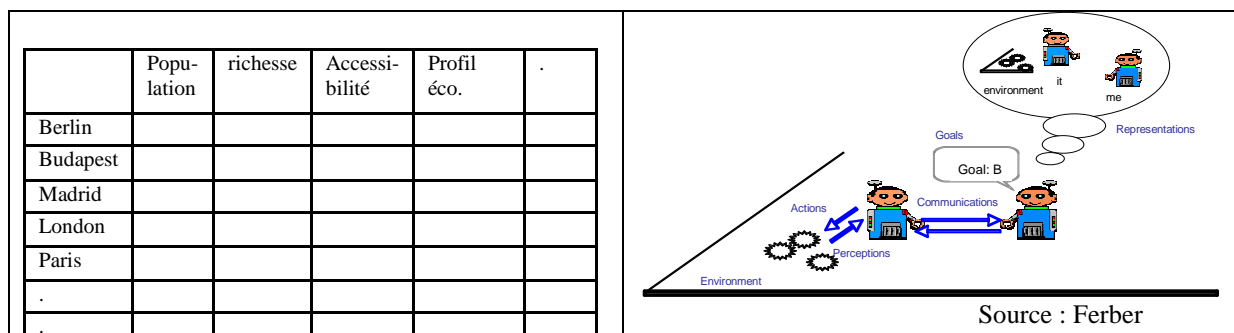 Popu-
lation
richesse
Accessi-
bilité
Profil
éco.
.
Berlin
Budapest
Madrid
London
Paris
.
.
environment
it
me
Representations
Goals
Goal: B
Actions
Communications
Perceptions
Environment
Source : Ferber